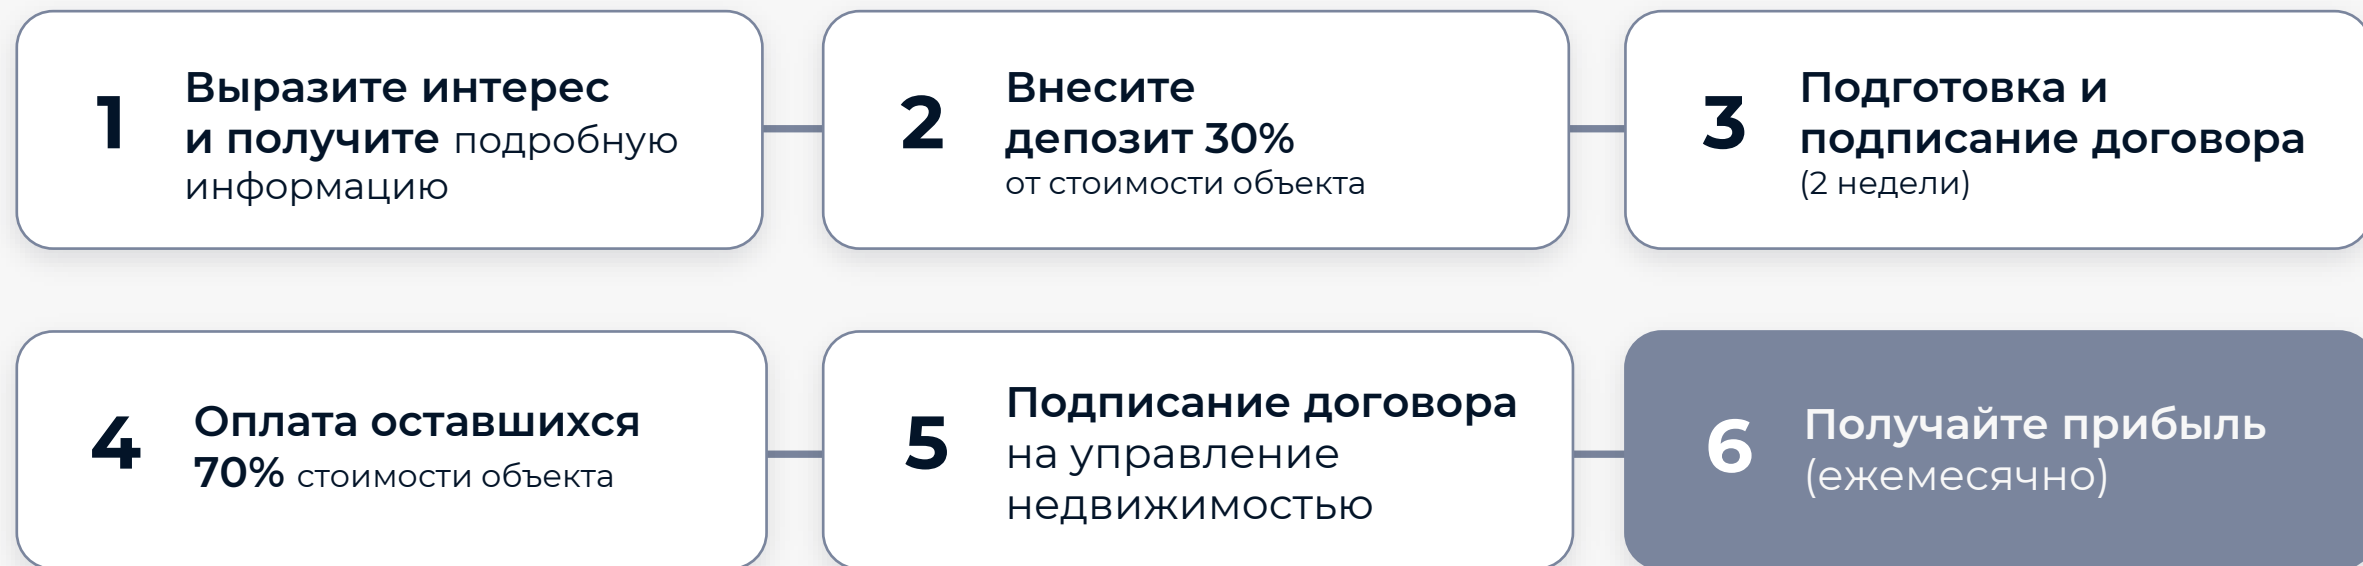 1
Выразите интерес
и получите подробную
информацию
2
Внесите
депозит 30%
от стоимости объекта
3
Подготовка и
подписание договора
(2 недели)
4
Оплата оставшихся
70% стоимости объекта
5
Подписание договора
на управление
недвижимостью
6
Получайте прибыль
(ежемесячно)